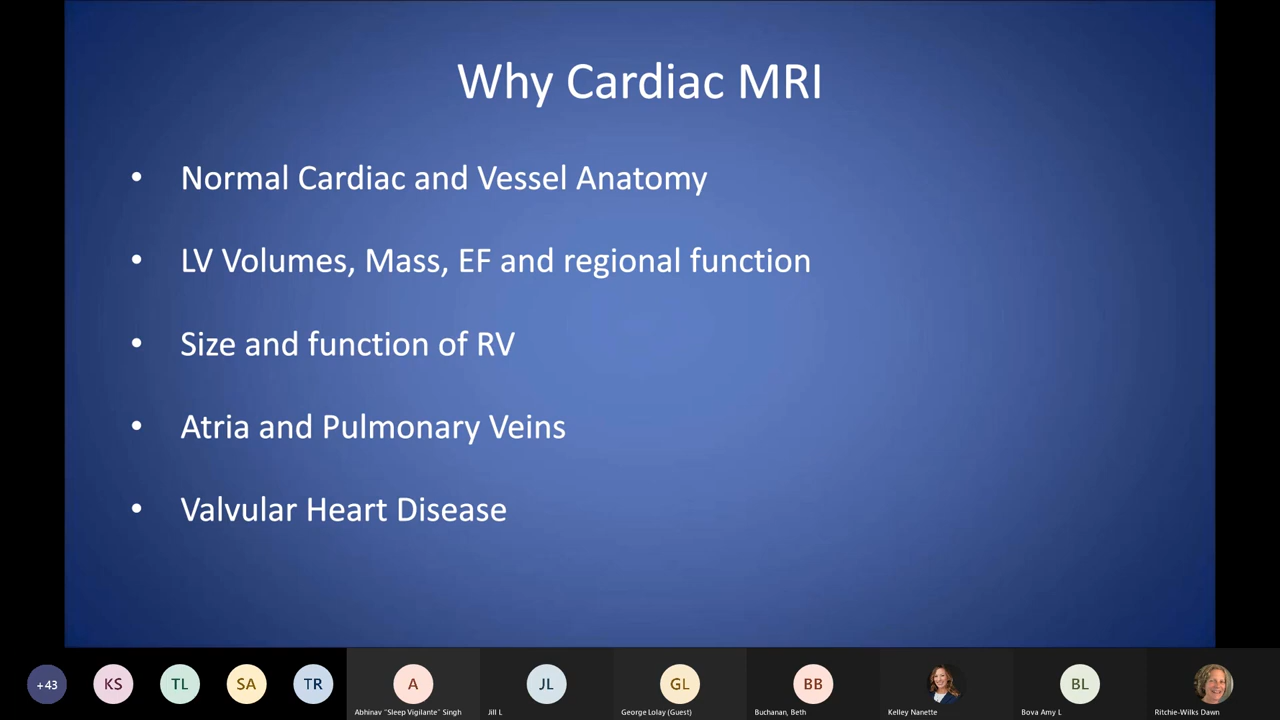 Why Cardiac MRI
• Normal Cardiac and Vessel Anatomy
• LV Volumes, Mass, EF and regional function
• Size and function of RV
• Atria and Pulmonary Veins
• Valvular Heart Disease
+43 KS TL SA TR A JL GL BB BL
Abhinav "Sleep Vigilante" Singh Jill L George Lolay (Guest) Buchanan, Beth Kelley Nanette Bova Amy L Ritchie-Wilks Dawn